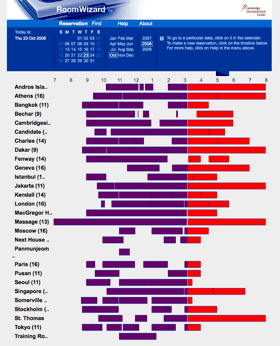 RoomWizard
Reservation Find Help About
Today is:
Thu 23 Oct 2008
S M T W T F S
01 02 03 04
05 06 07 08 09 10 11
12 13 14 15 16 17 18
19 20 21 22 23 24 25
26 27 28 29 30 31
Jan Feb Mar 2007
Apr May Jun 2008
Jul Aug Sep 2009
Oct Nov Dec
To go to a particular date, click on it in the calendar.
To make a new reservation, click on the timeline below.
For more help, click on Help in the menu above.
7 8 9 10 11 12 1 2 3 4 5 6 7 8
Andros Isla..
Athens (16)
Bangkok (11)
Bechar (9)
Cambridgesi..
Candidate (..
Charles (14)
Dakar (9)
Fenway (14)
Geneva (16)
Istanbul (1..
Jakarta (11)
Kendall (14)
London (16)
MacGregor H..
Massage (13)
Moscow (16)
Next House ..
Panmunjeom
Paris (16)
Pusan (11)
Seoul (11)
Singapore (..
Somerville ..
Stockholm (..
St. Thomas
Tokyo (11)
Training Ro..